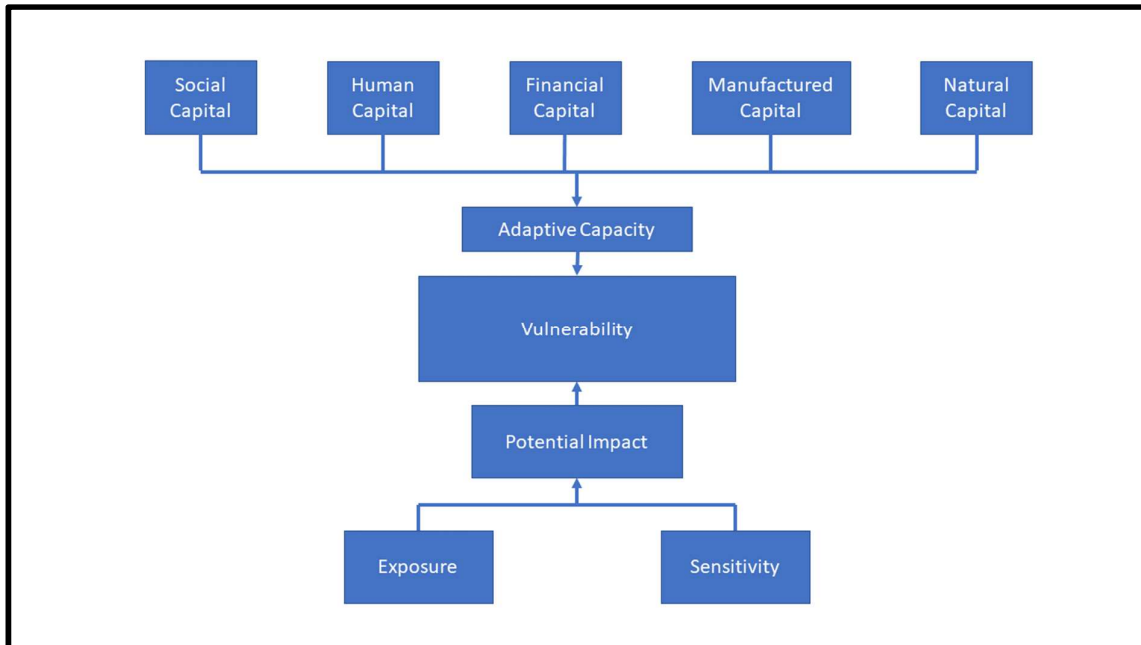 Social
Capital
Human
Capital
Financial
Capital
Manufactured
Capital
Natural
Capital
Adaptive Capacity
Vulnerability
Potential Impact
Exposure
Sensitivity